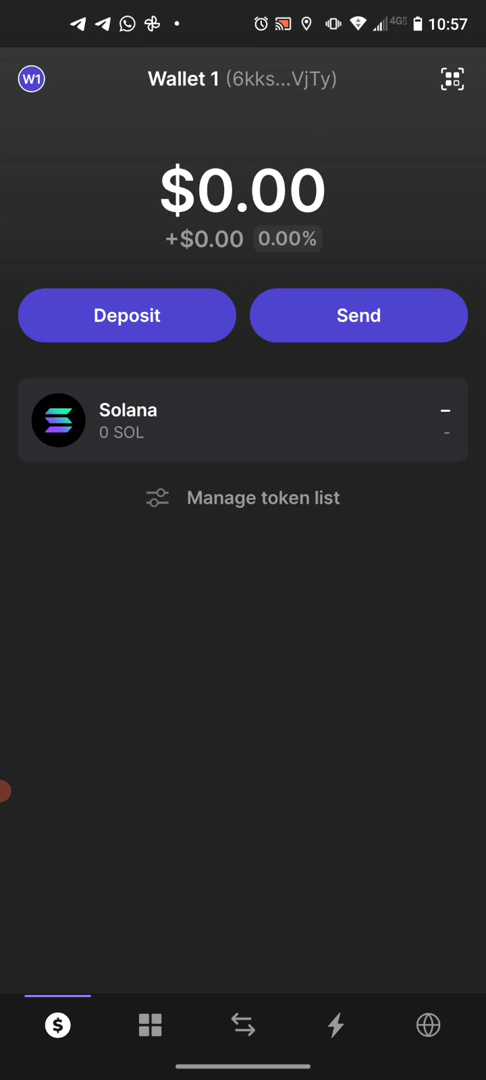 4G 10:57
W1 Wallet 1 (6kks...VjTy)
$0.00
+$0.00 0.00%
Deposit Send
Solana –
0 SOL -
Manage token list